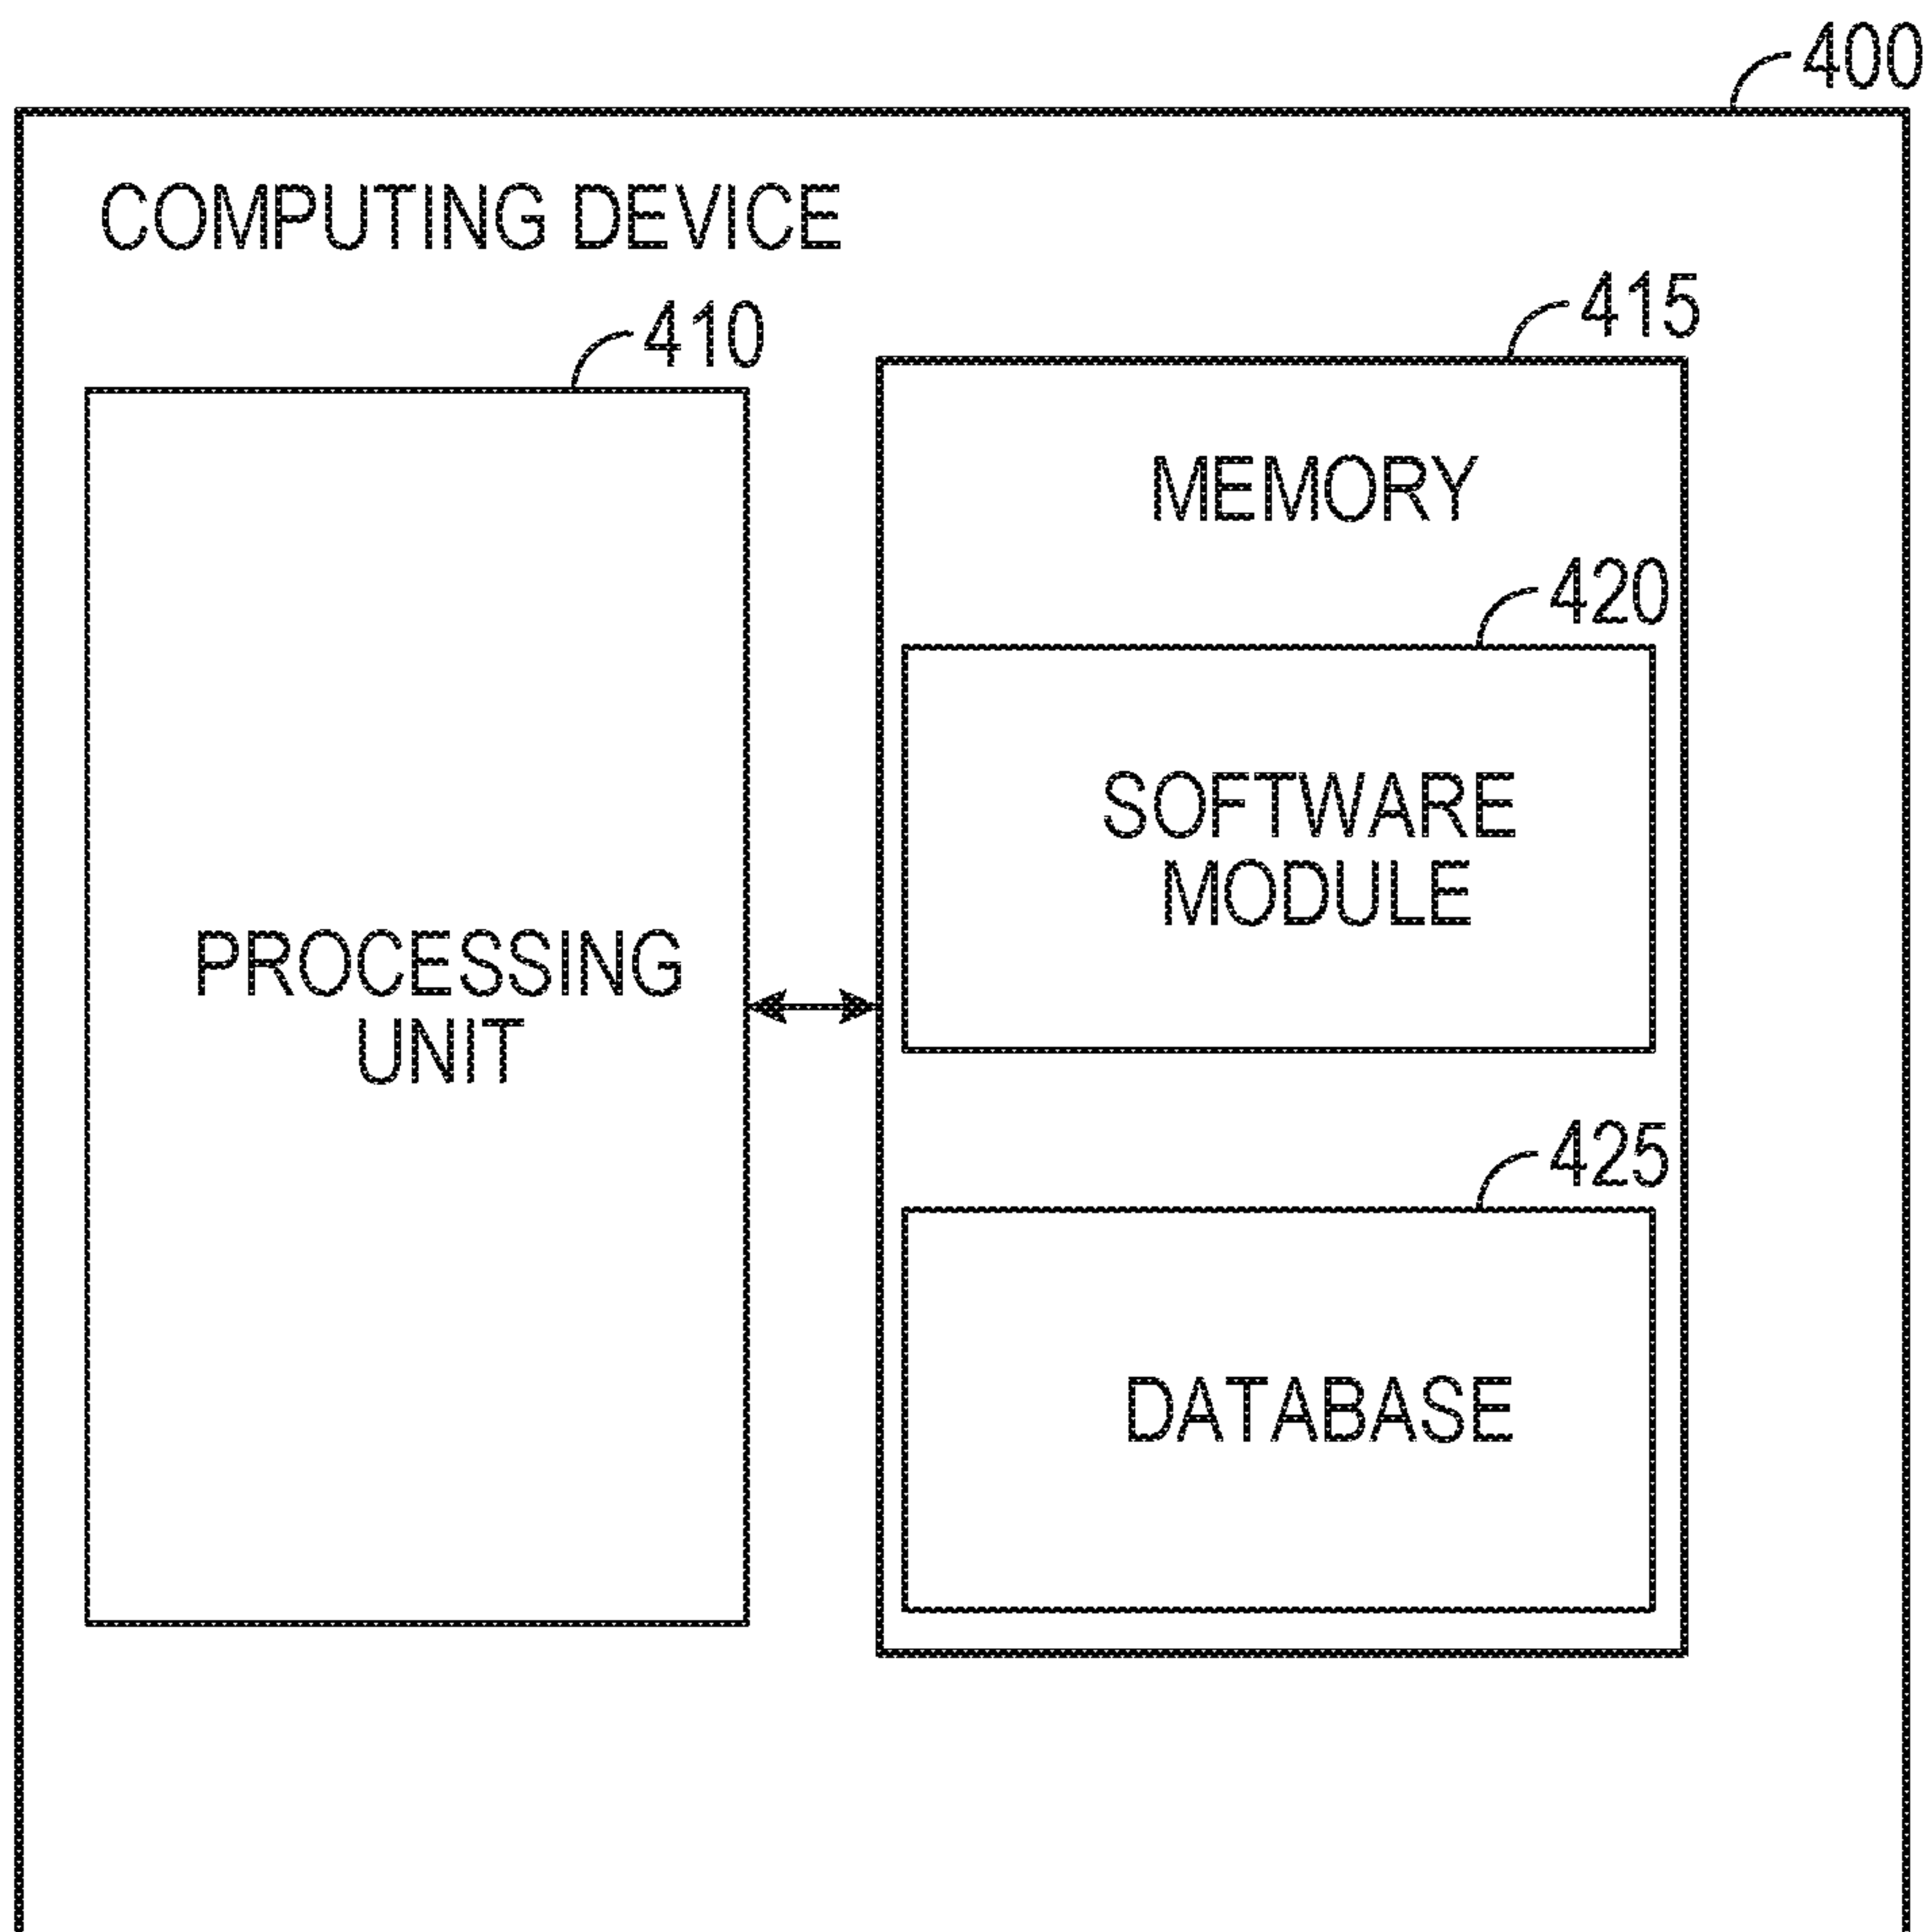 400
COMPUTING DEVICE
415
410
MEMORY
420
SOFTWARE
MODULE
PROCESSING
UNIT
425
DATABASE